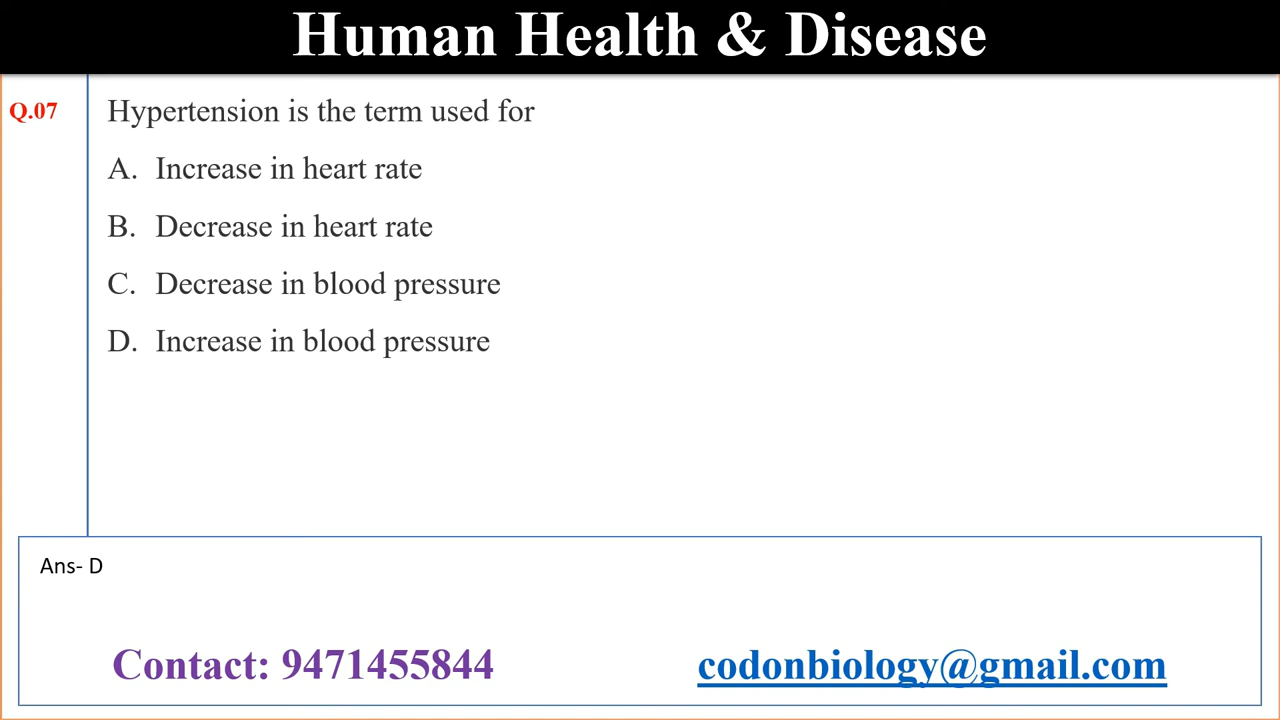 Human Health & Disease
Q.07 Hypertension is the term used for
A. Increase in heart rate
B. Decrease in heart rate
C. Decrease in blood pressure
D. Increase in blood pressure
Ans- D
Contact: 9471455844 codonbiology@gmail.com